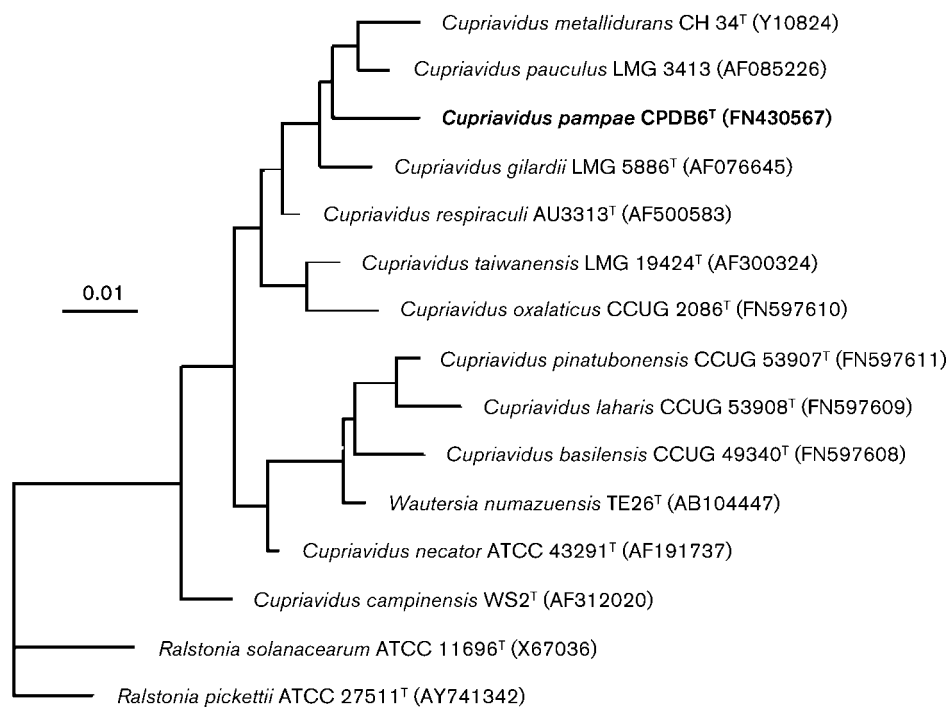 Cupriavidus metallidurans CH 34ᵀ (Y10824)
Cupriavidus pauculus LMG 3413 (AF085226)
Cupriavidus pampae CPDB6ᵀ (FN430567)
Cupriavidus gilardii LMG 5886ᵀ (AF076645)
Cupriavidus respiraculi AU3313ᵀ (AF500583)
Cupriavidus taiwanensis LMG 19424ᵀ (AF300324)
0.01
Cupriavidus oxalaticus CCUG 2086ᵀ (FN597610)
Cupriavidus pinatubonensis CCUG 53907ᵀ (FN597611)
Cupriavidus laharis CCUG 53908ᵀ (FN597609)
Cupriavidus basilensis CCUG 49340ᵀ (FN597608)
Wautersia numazuensis TE26ᵀ (AB104447)
Cupriavidus necator ATCC 43291ᵀ (AF191737)
Cupriavidus campinensis WS2ᵀ (AF312020)
Ralstonia solanacearum ATCC 11696ᵀ (X67036)
Ralstonia pickettii ATCC 27511ᵀ (AY741342)